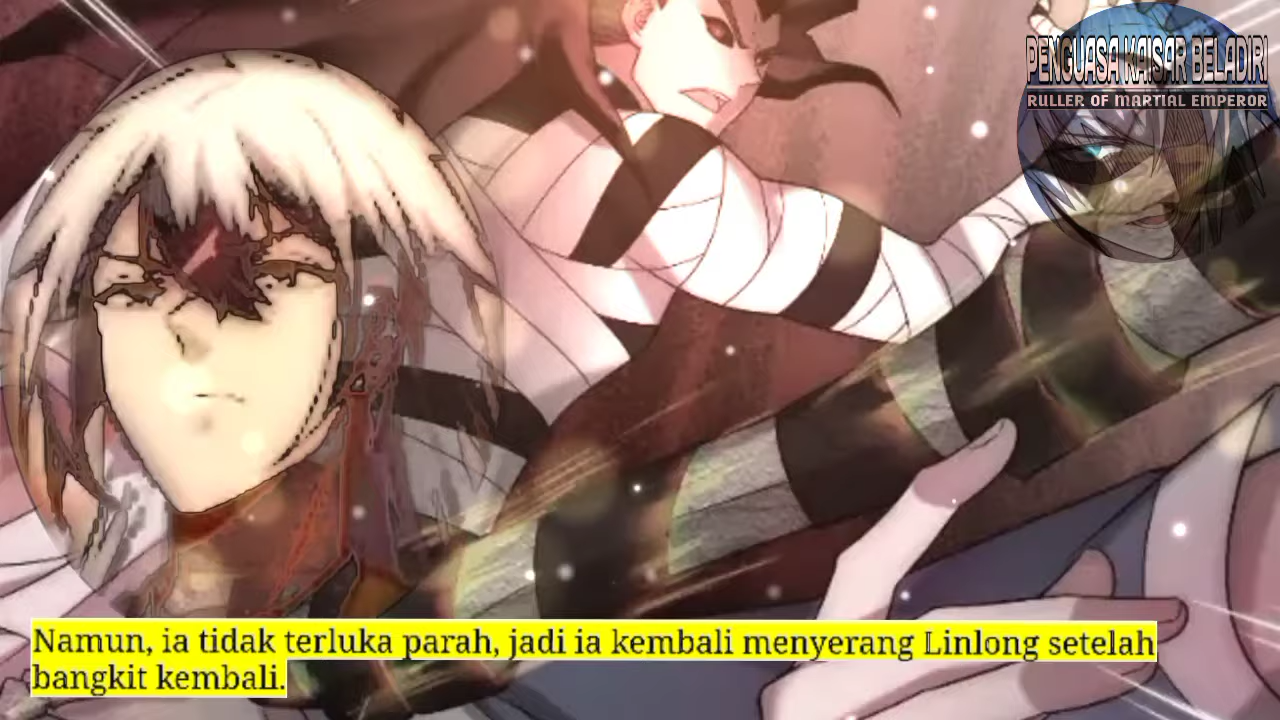 PENGUASA KAISAR BELADIRI
RULLER OF MARTIAL EMPEROR
Namun, ia tidak terluka parah, jadi ia kembali menyerang Linlong setelah
bangkit kembali.